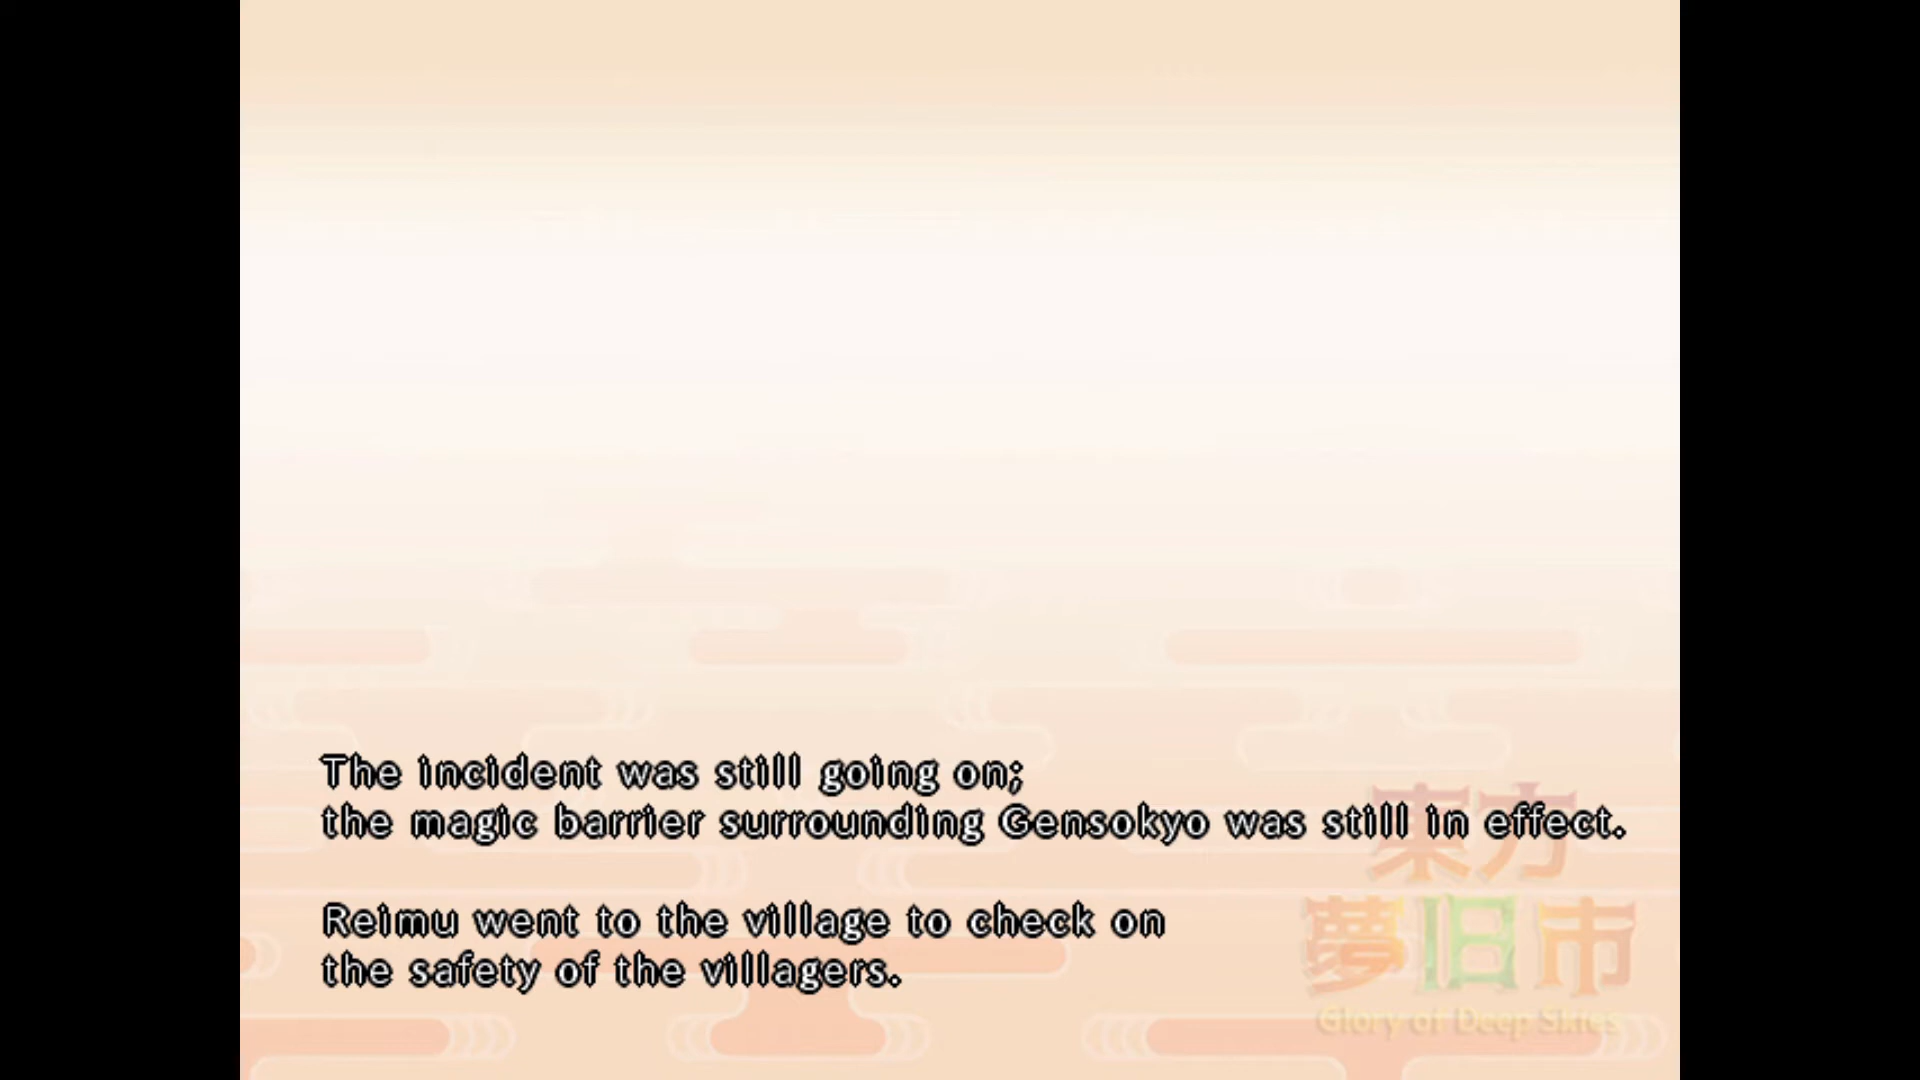 The incident was still going on;
the magic barrier surrounding Gensokyo was still in effect.
Reimu went to the village to check on
the safety of the villagers.
東方
夢旧市
Glory of Deep Skies